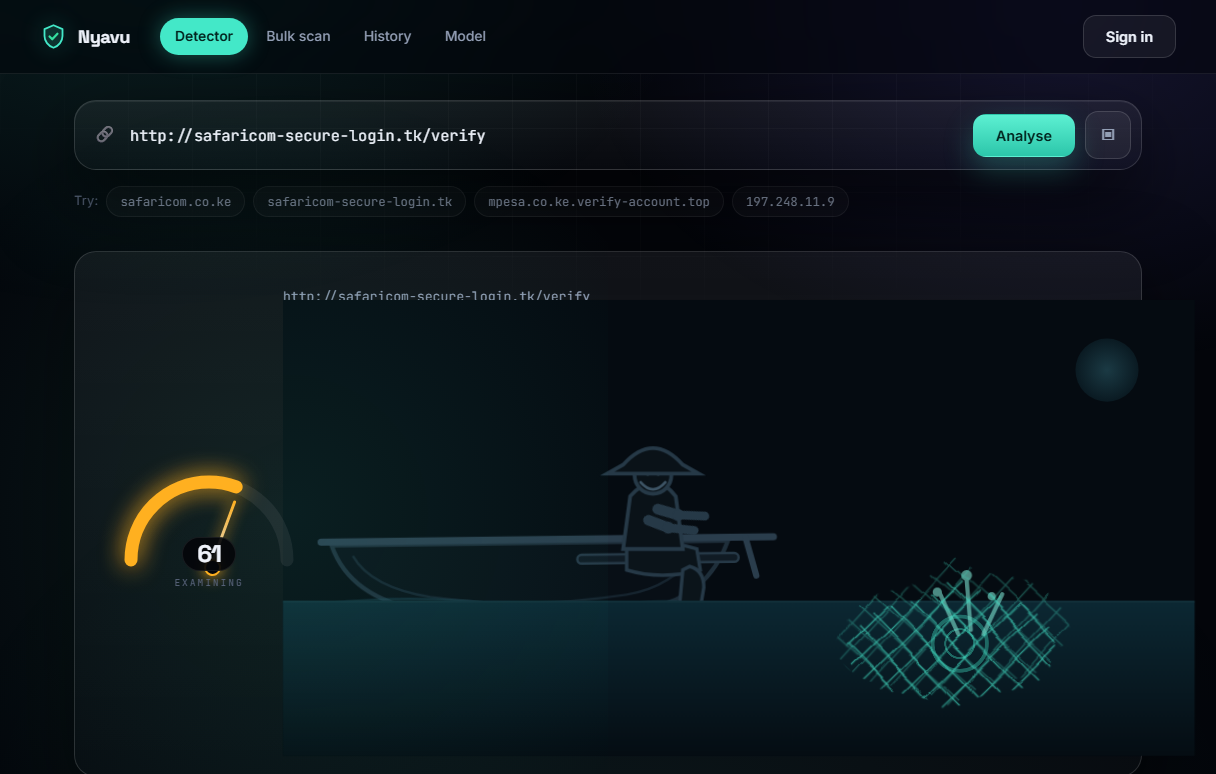 Nyavu
Detector
Bulk scan
History
Model
Sign in
http://safaricom-secure-login.tk/verify
Analyse
Try:
safaricom.co.ke
safaricom-secure-login.tk
mpesa.co.ke.verify-account.top
197.248.11.9
http://safaricom-secure-login.tk/verify
61
EXAMINING